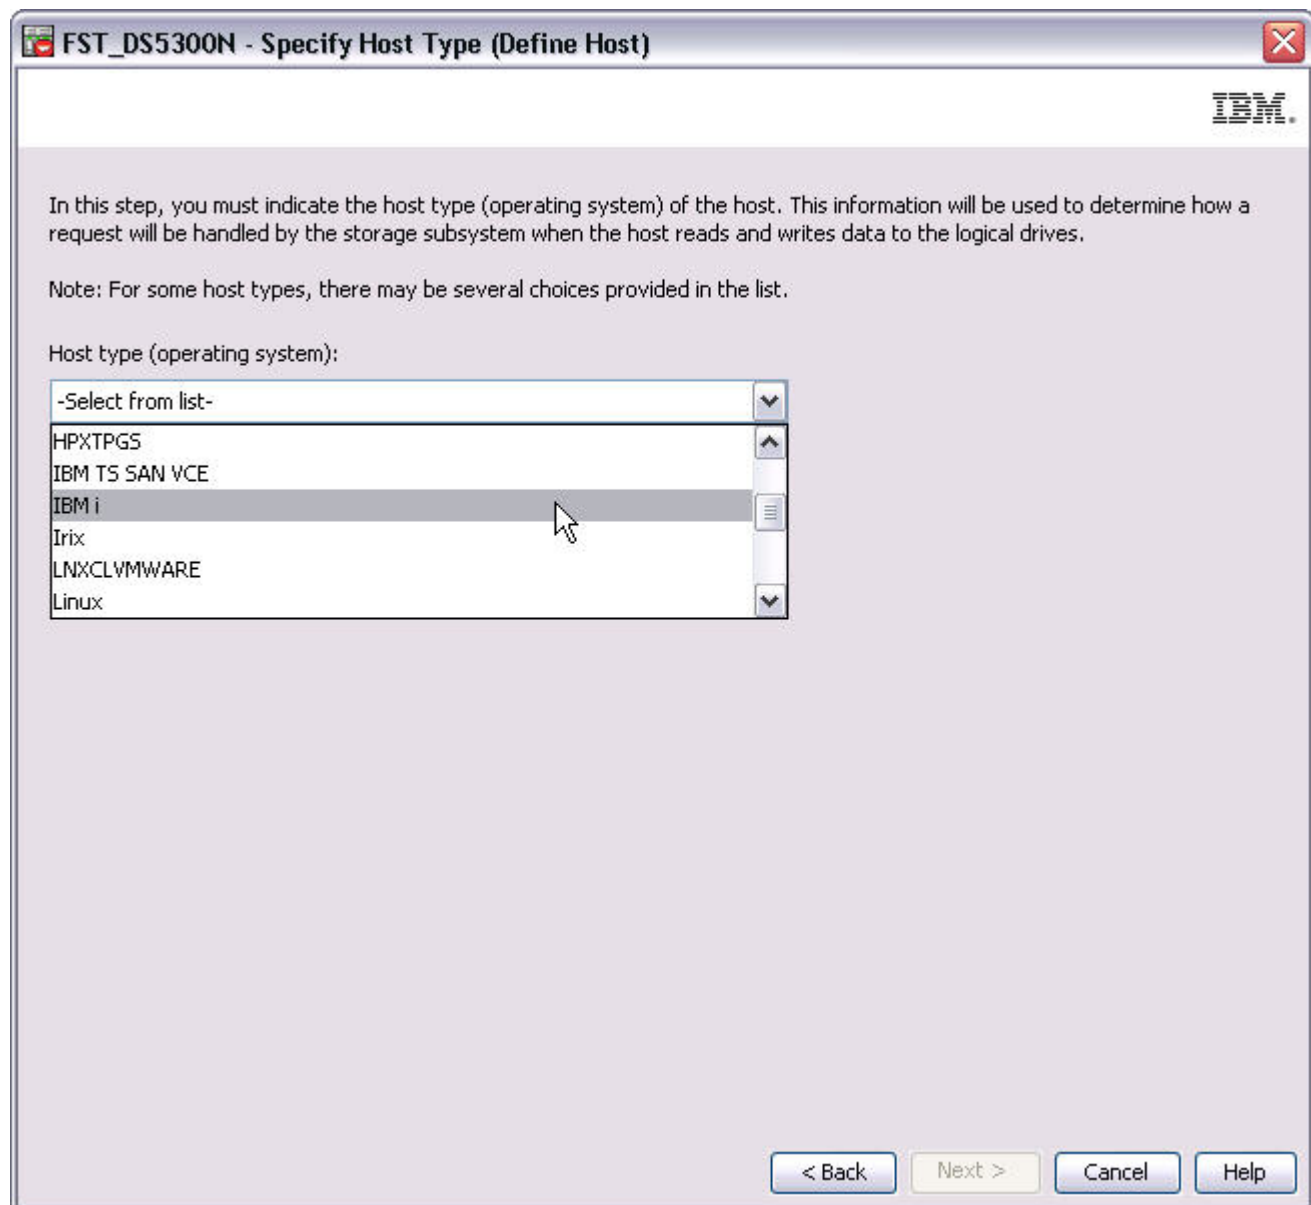 FST_DS5300N - Specify Host Type (Define Host)
IBM.
In this step, you must indicate the host type (operating system) of the host. This information will be used to determine how a
request will be handled by the storage subsystem when the host reads and writes data to the logical drives.
Note: For some host types, there may be several choices provided in the list.
Host type (operating system):
-Select from list-
HPXTPGS
IBM TS SAN VCE
IBM i
Irix
LNXCLVMWARE
Linux
< Back Next > Cancel Help